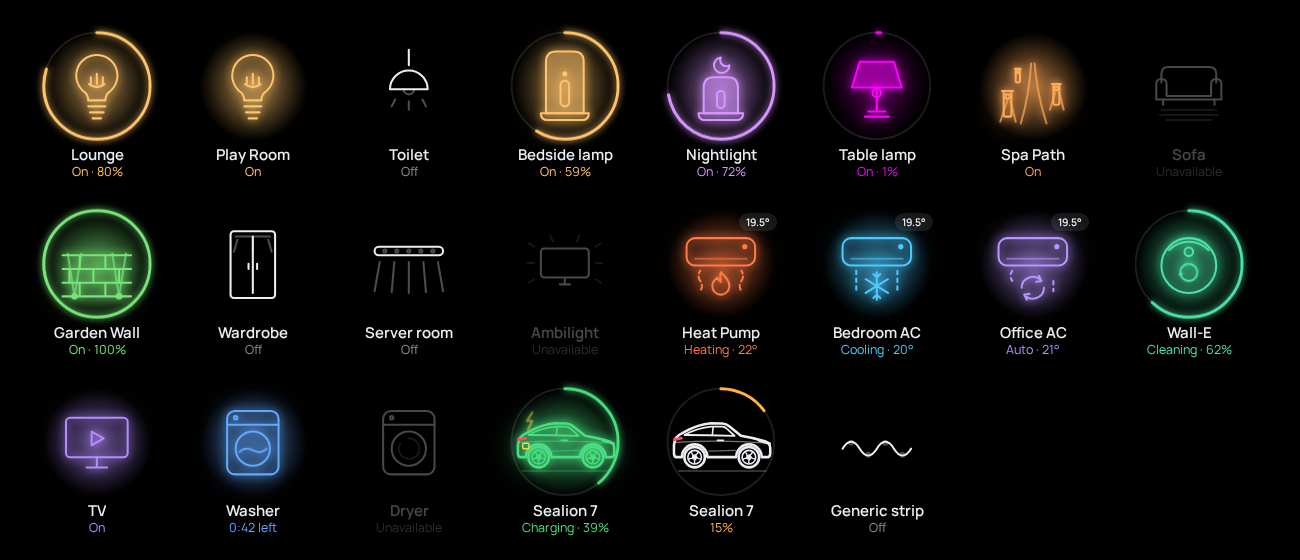 Lounge
On · 80%
Play Room
On
Toilet
Off
Bedside lamp
On · 59%
Nightlight
On · 72%
Table lamp
On · 1%
Spa Path
On
Sofa
Unavailable
Garden Wall
On · 100%
Wardrobe
Off
Server room
Off
Ambilight
Unavailable
19.5°
Heat Pump
Heating · 22°
19.5°
Bedroom AC
Cooling · 20°
19.5°
Office AC
Auto · 21°
Wall-E
Cleaning · 62%
TV
On
Washer
0:42 left
Dryer
Unavailable
Sealion 7
Charging · 39%
Sealion 7
15%
Generic strip
Off